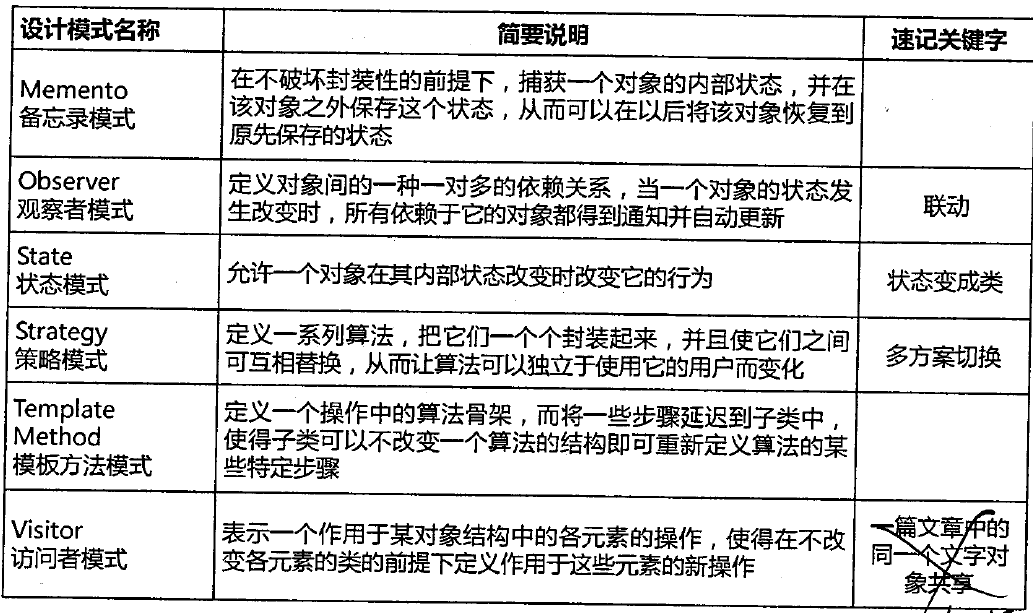 设计模式名称 简要说明 速记关键字
Memento
备忘录模式
在不破坏封装性的前提下，捕获一个对象的内部状态，并在
该对象之外保存这个状态，从而可以在以后将该对象恢复到
原先保存的状态
Observer
观察者模式
定义对象间的一种一对多的依赖关系，当一个对象的状态发
生改变时，所有依赖于它的对象都得到通知并自动更新
联动
State
状态模式
允许一个对象在其内部状态改变时改变它的行为
状态变成类
Strategy
策略模式
定义一系列算法，把它们一个个封装起来，并且使它们之间
可互相替换，从而让算法可以独立于使用它的用户而变化
多方案切换
Template
Method
模板方法模式
定义一个操作中的算法骨架，而将一些步骤延迟到子类中，
使得子类可以不改变一个算法的结构即可重新定义算法的某
些特定步骤
Visitor
访问者模式
表示一个作用于某对象结构中的各元素的操作，使得在不改
变各元素的类的前提下定义作用于这些元素的新操作
一篇文章中的
同一个文字对
象共享